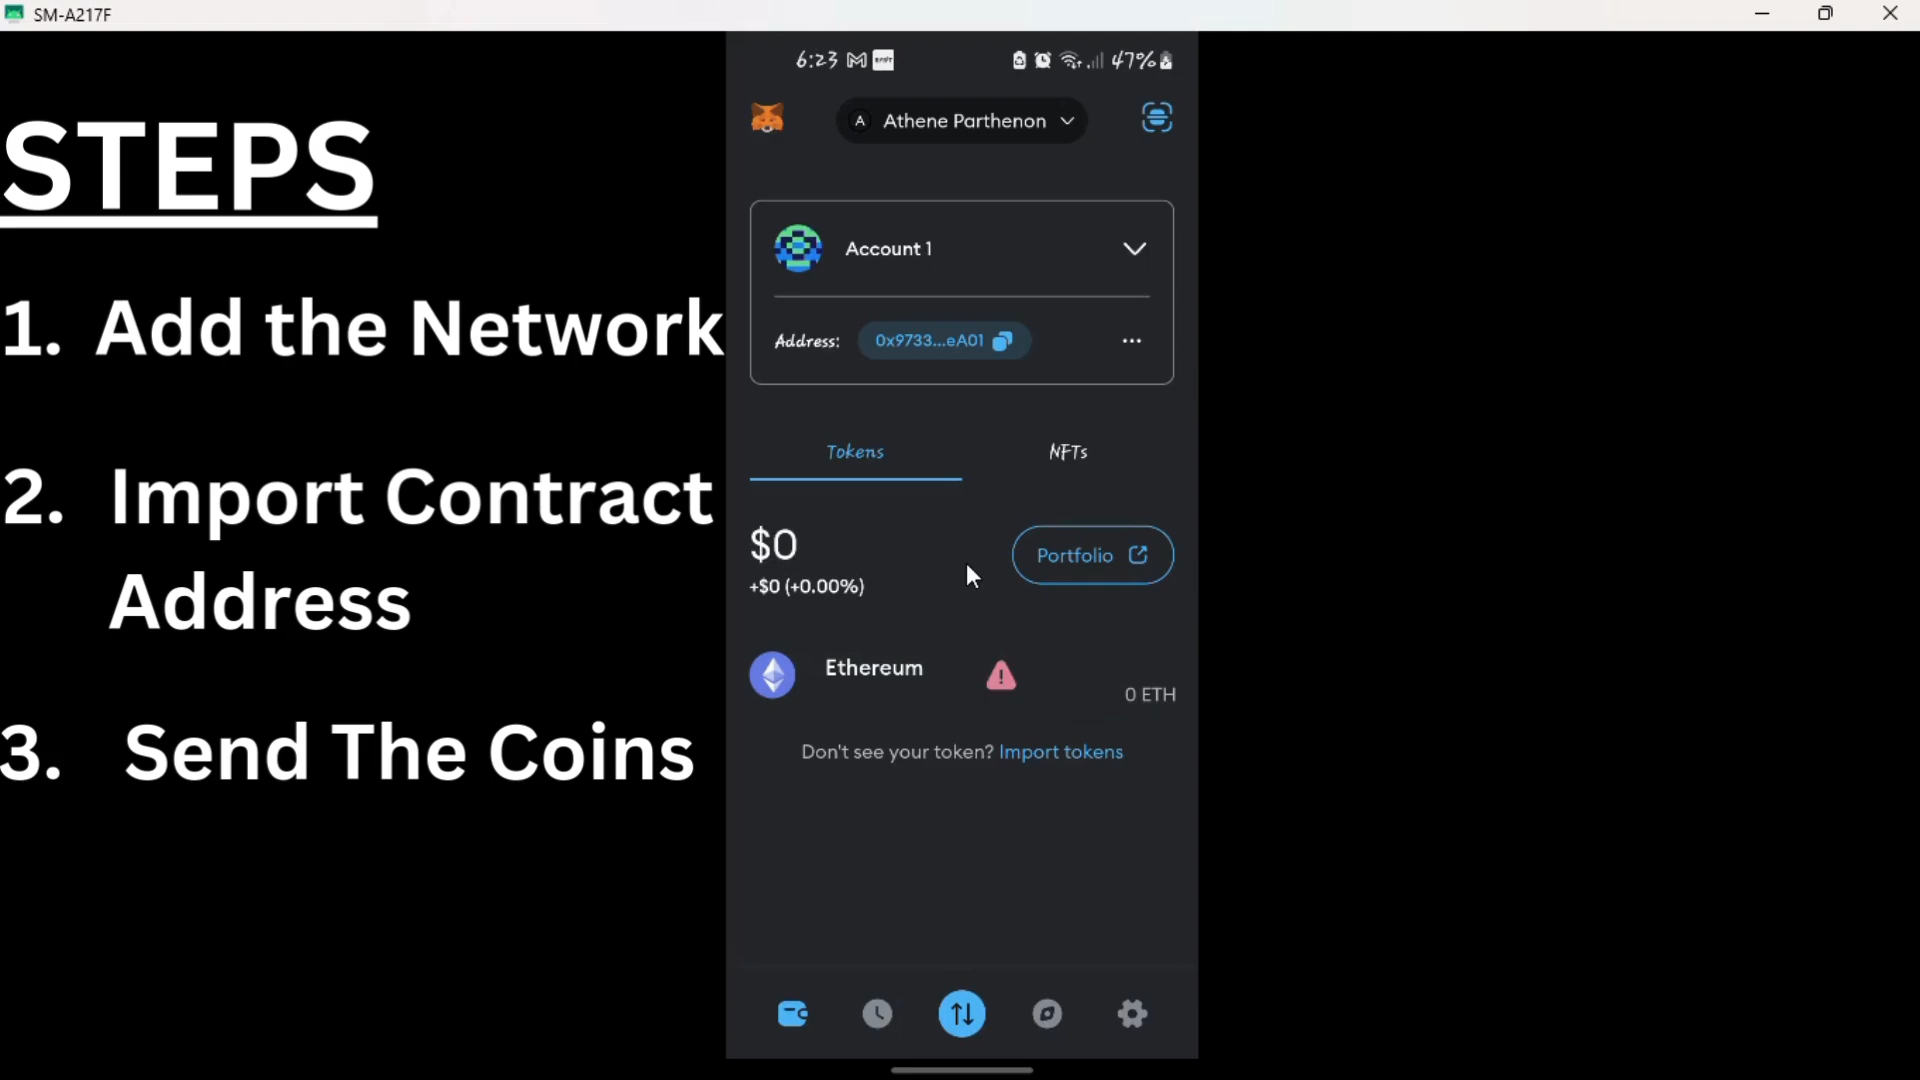 SM-A217F
STEPS
1. Add the Network
2. Import Contract
Address
3. Send The Coins
6:23
47%
A Athene Parthenon
Account 1
Address: 0x9733...eA01
Tokens
NFTs
$0
+$0 (+0.00%)
Portfolio
Ethereum
0 ETH
Don't see your token? Import tokens